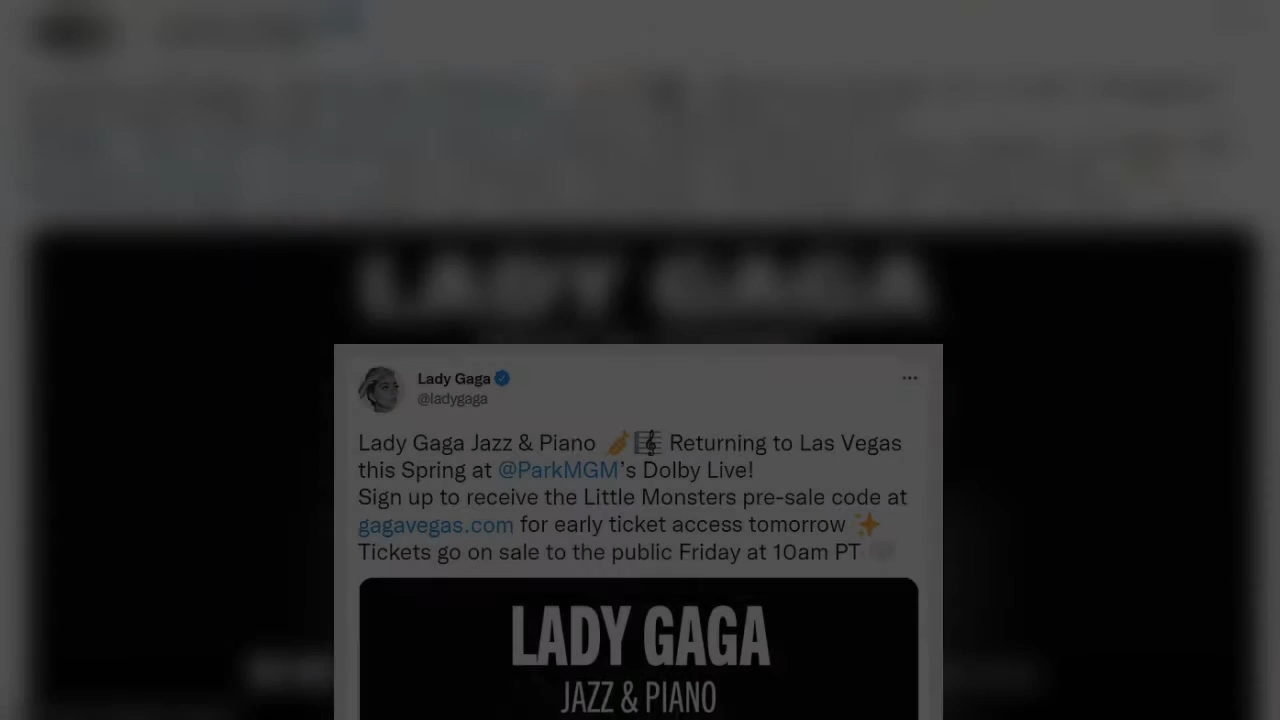 LADY GAGA
Lady Gaga
@ladygaga
Lady Gaga Jazz & Piano 🎺🎼 Returning to Las Vegas
this Spring at @ParkMGM's Dolby Live!
Sign up to receive the Little Monsters pre-sale code at
gagavegas.com for early ticket access tomorrow ✨
Tickets go on sale to the public Friday at 10am PT 🤍
LADY GAGA
JAZZ & PIANO